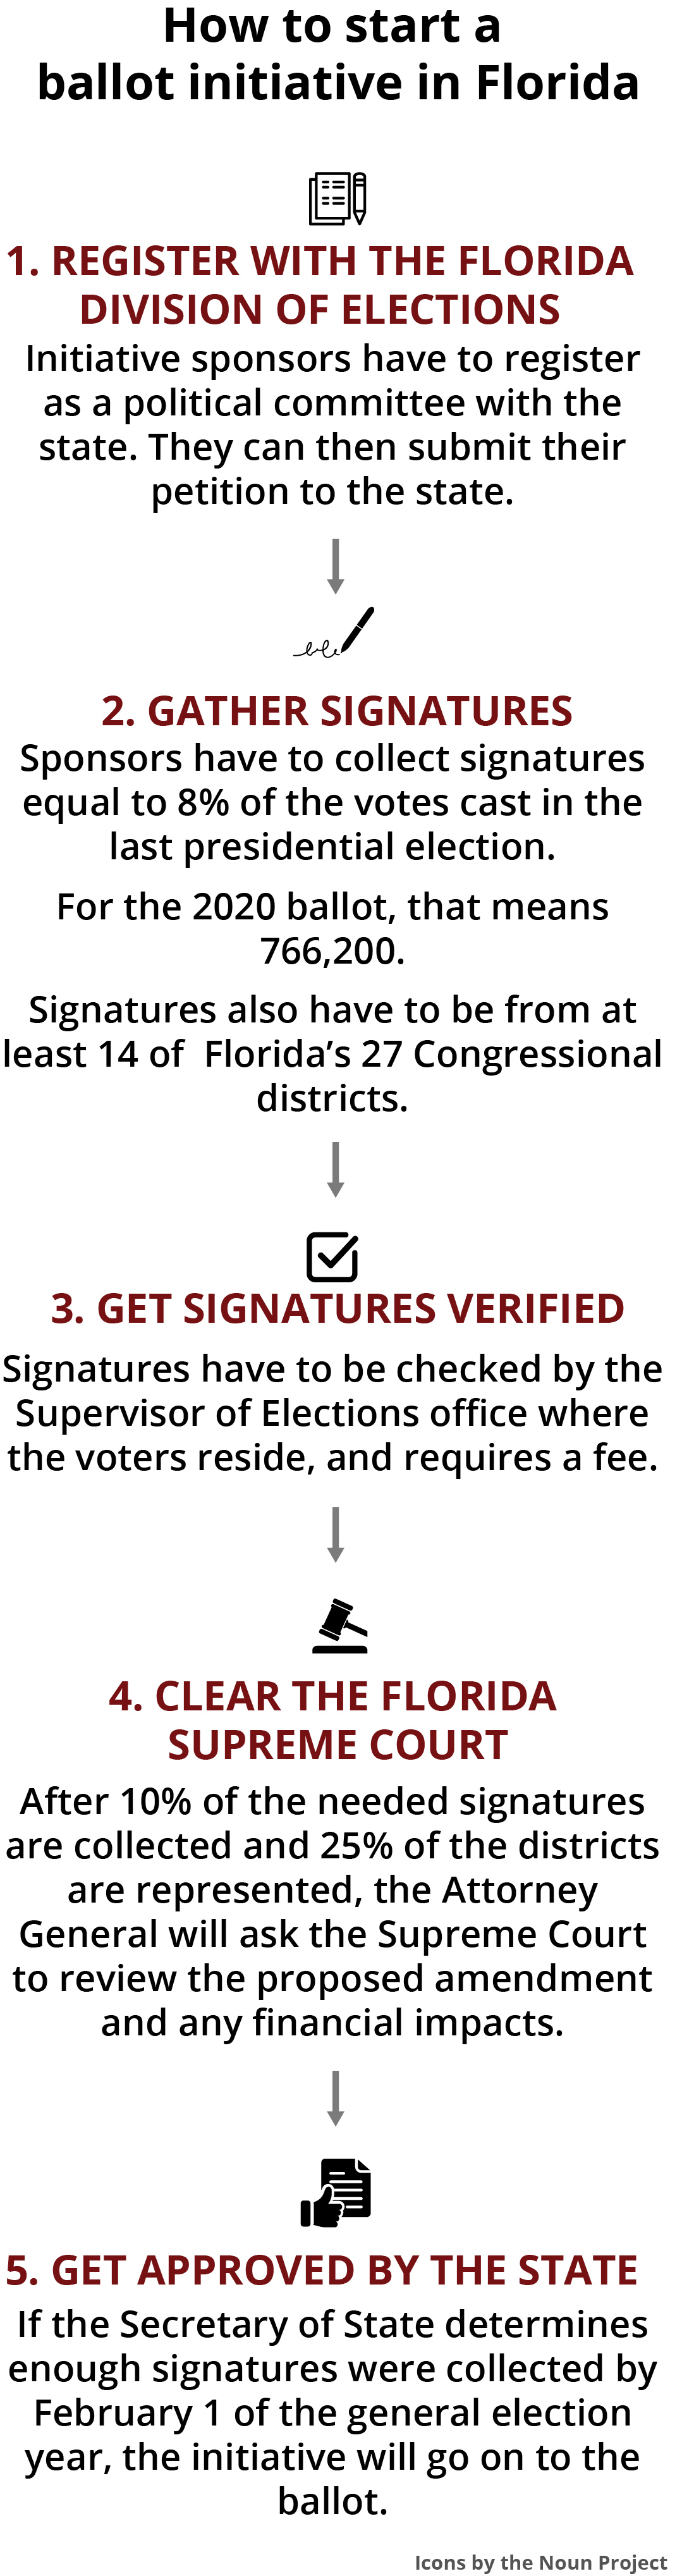 How to start a
ballot initiative in Florida
1. REGISTER WITH THE FLORIDA
DIVISION OF ELECTIONS
Initiative sponsors have to register
as a political committee with the
state. They can then submit their
petition to the state.
2. GATHER SIGNATURES
Sponsors have to collect signatures
equal to 8% of the votes cast in the
last presidential election.
For the 2020 ballot, that means
766,200.
Signatures also have to be from at
least 14 of Florida’s 27 Congressional
districts.
3. GET SIGNATURES VERIFIED
Signatures have to be checked by the
Supervisor of Elections office where
the voters reside, and requires a fee.
4. CLEAR THE FLORIDA
SUPREME COURT
After 10% of the needed signatures
are collected and 25% of the districts
are represented, the Attorney
General will ask the Supreme Court
to review the proposed amendment
and any financial impacts.
5. GET APPROVED BY THE STATE
If the Secretary of State determines
enough signatures were collected by
February 1 of the general election
year, the initiative will go on to the
ballot.
Icons by the Noun Project